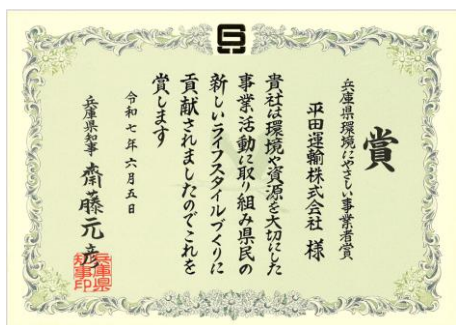 賞
兵庫県環境にやさしい事業者賞
平田運輸株式会社 様
貴社は環境や資源を大切にした
事業活動に取り組み県民の
新しいライフスタイルづくりに
貢献されましたのでこれを
賞します
令和七年六月五日
兵庫県知事 齋藤元彦
兵庫県
知事印